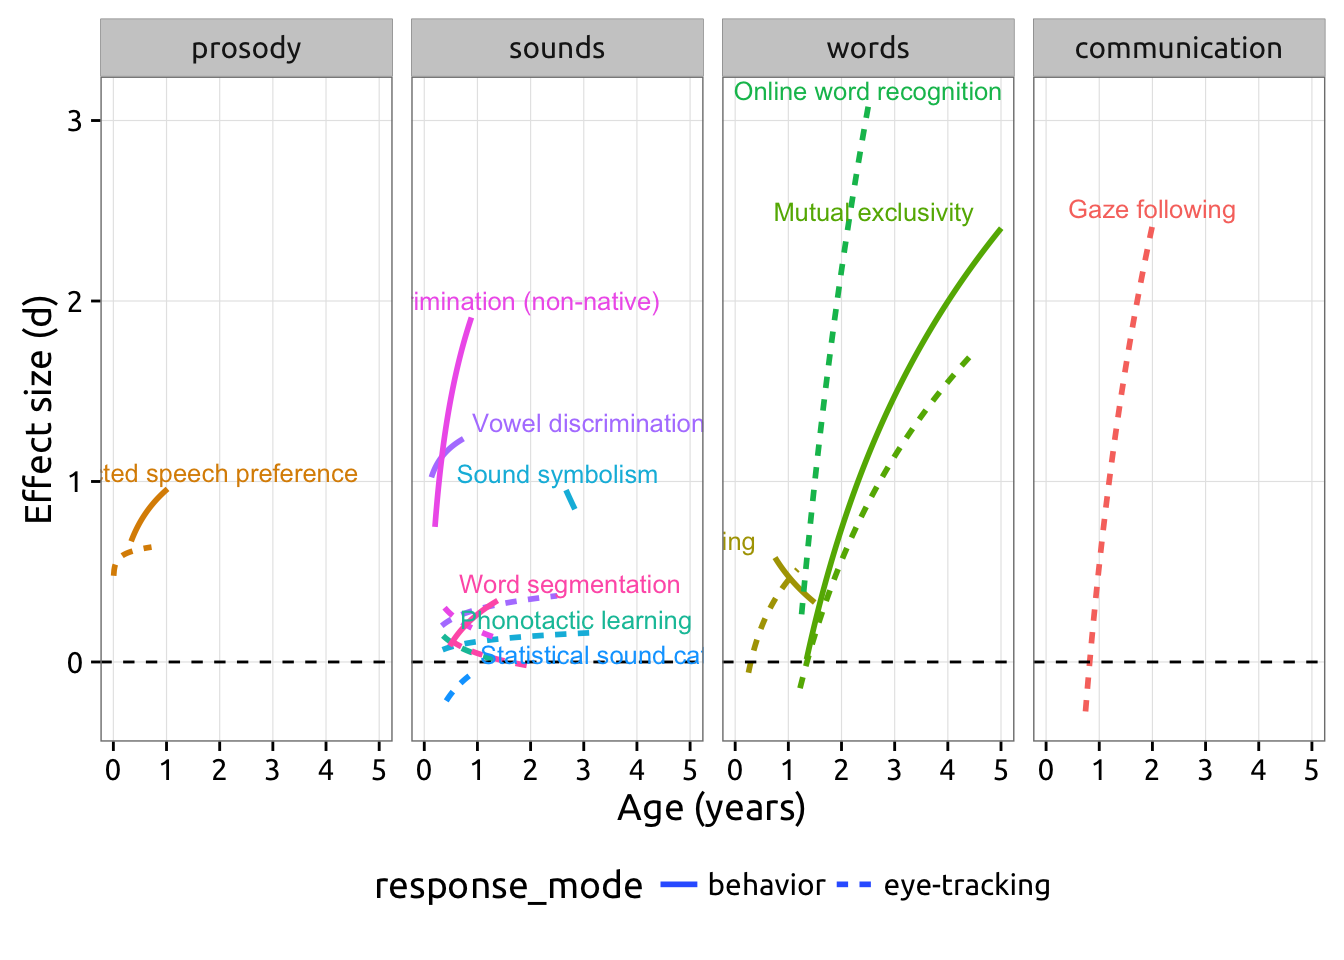 prosody
sounds
words
communication
Effect size (d)
3
2
1
0
ted speech preference
imination (non-native)
Vowel discrimination
Sound symbolism
Word segmentation
Phonotactic learning
Statistical sound cat
Online word recognition
Mutual exclusivity
ing
Gaze following
0 1 2 3 4 5
0 1 2 3 4 5
0 1 2 3 4 5
0 1 2 3 4 5
Age (years)
response_mode behavior eye-tracking